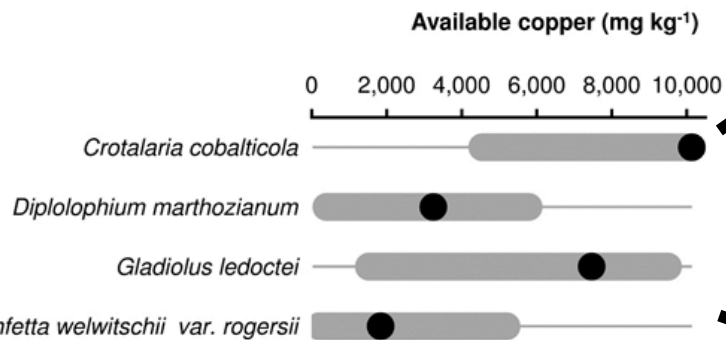 Available copper (mg kg⁻¹)
0 2,000 4,000 6,000 8,000 10,000
Crotalaria cobalticola
Diplolophium marthozianum
Gladiolus ledoctei
welwitschii var. rogersii